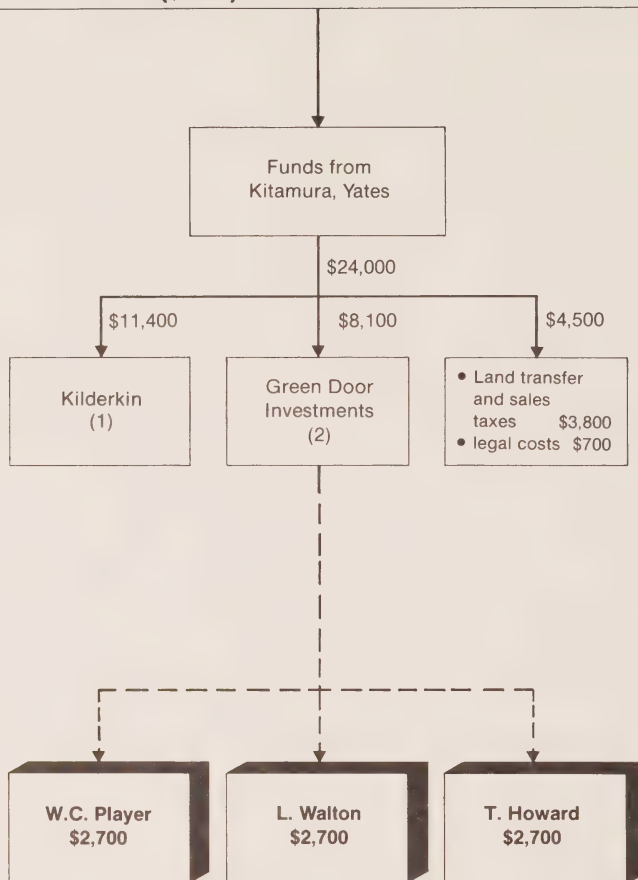 Funds from
Kitamura, Yates
$24,000
$11,400
$8,100
$4,500
Kilderkin
(1)
Green Door
Investments
(2)
• Land transfer
and sales
taxes $3,800
• legal costs $700
W.C. Player
$2,700
L. Walton
$2,700
T. Howard
$2,700